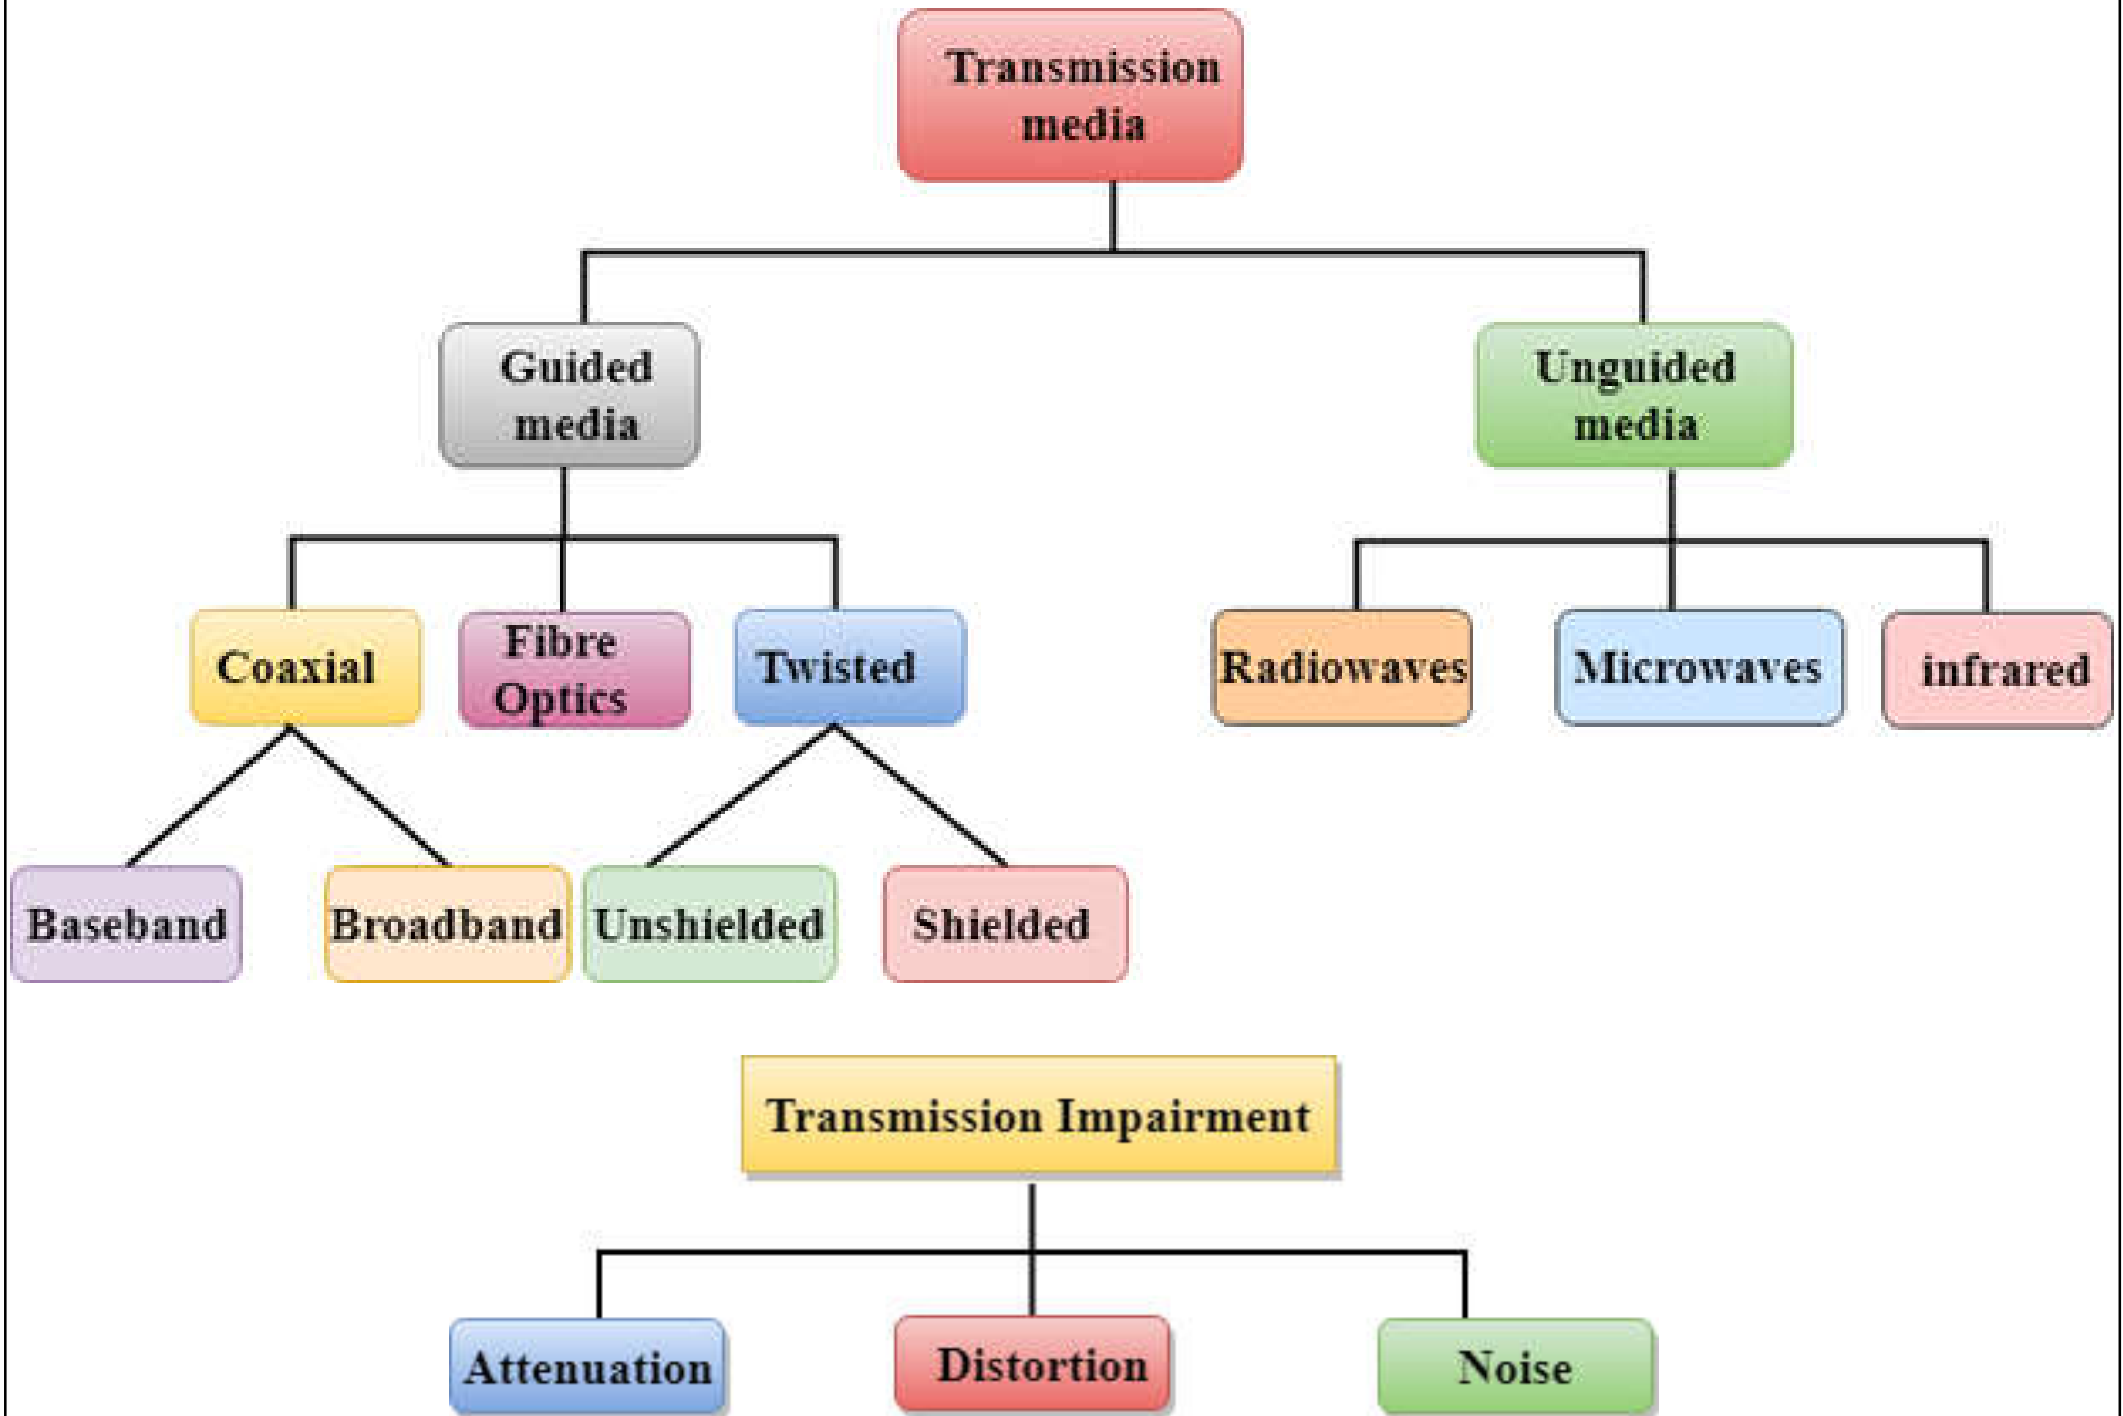 Transmission
media
Guided
media
Unguided
media
Coaxial
Fibre
Optics
Twisted
Radiowaves
Microwaves
infrared
Baseband
Broadband
Unshielded
Shielded
Transmission Impairment
Attenuation
Distortion
Noise